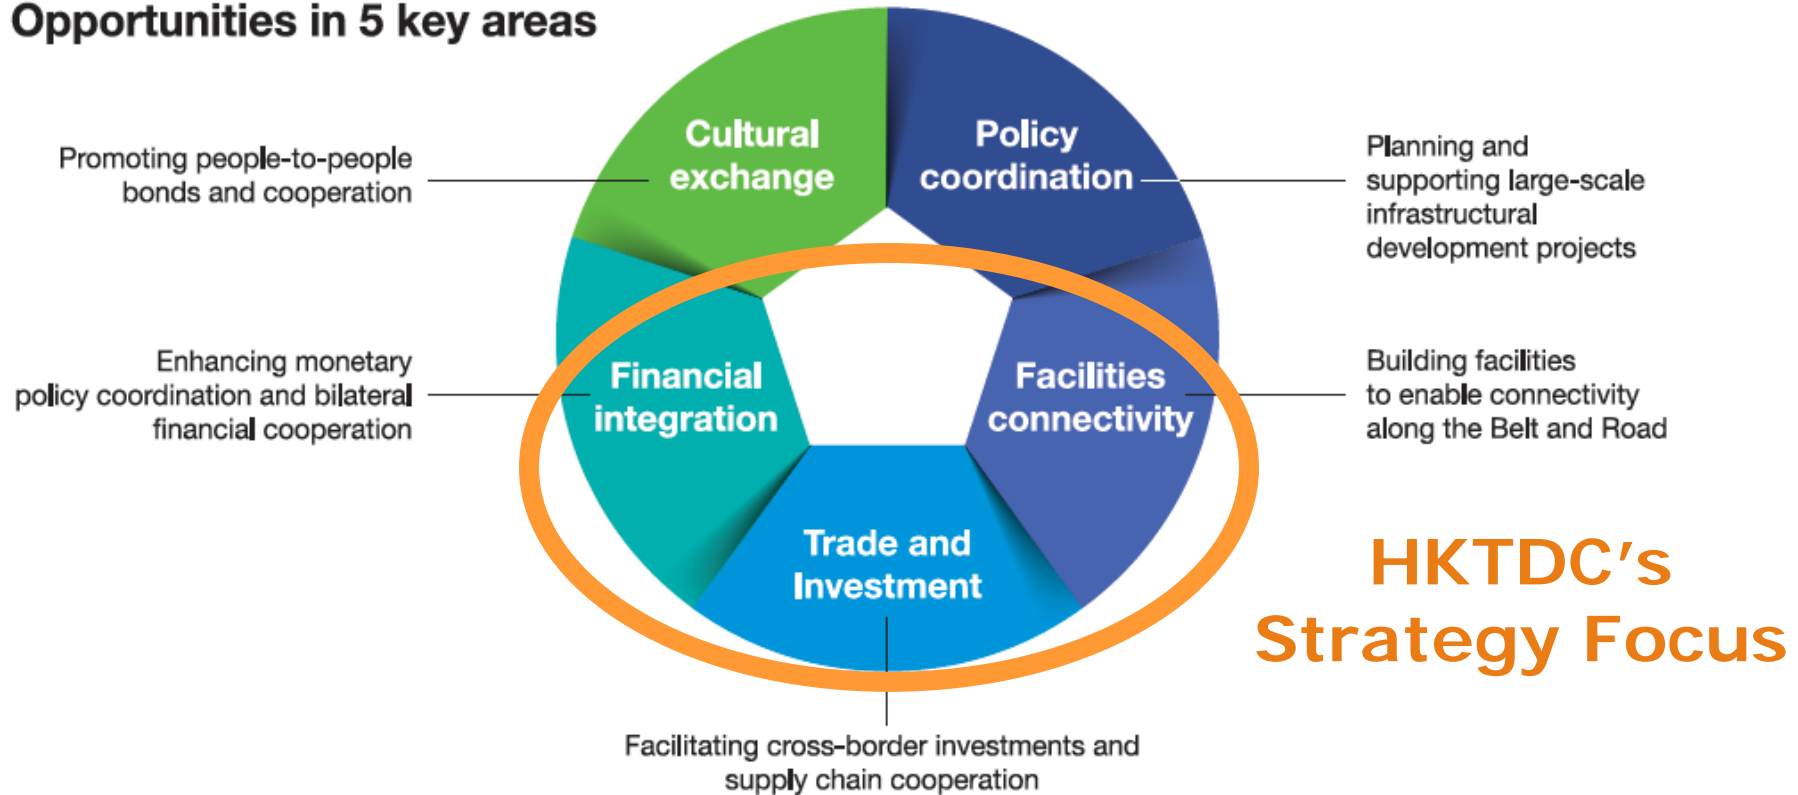 Opportunities in 5 key areas
Cultural
exchange
Promoting people-to-people
bonds and cooperation
Policy
coordination
Planning and
supporting large-scale
infrastructural
development projects
Financial
integration
Enhancing monetary
policy coordination and bilateral
financial cooperation
Facilities
connectivity
Building facilities
to enable connectivity
along the Belt and Road
Trade and
Investment
Facilitating cross-border investments and
supply chain cooperation
HKTDC's
Strategy Focus